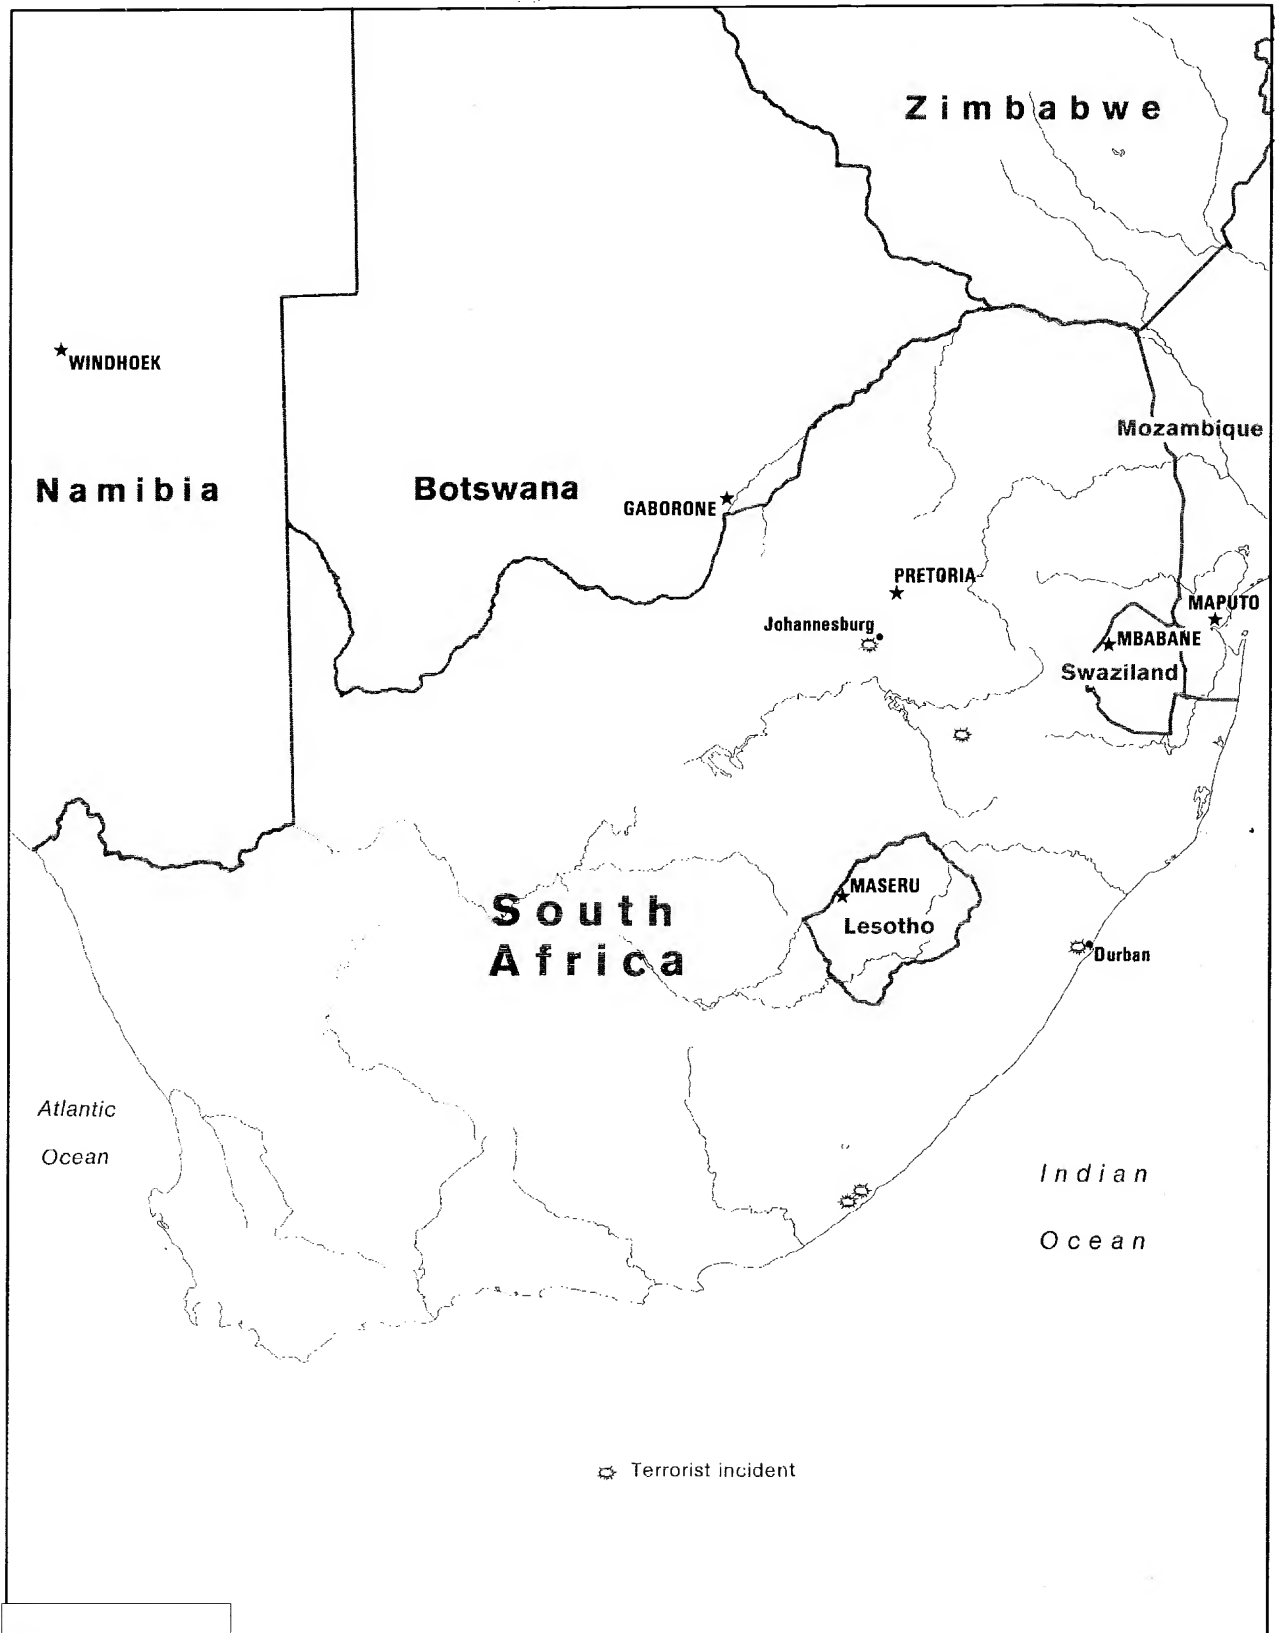 Zimbabwe
WINDHOEK
Mozambique
Namibia
Botswana
GABORONE
PRETORIA
MAPUTO
Johannesburg
MBABANE
Swaziland
MASERU
South
Africa
Lesotho
Durban
Atlantic
Ocean
Indian
Ocean
Terrorist incident